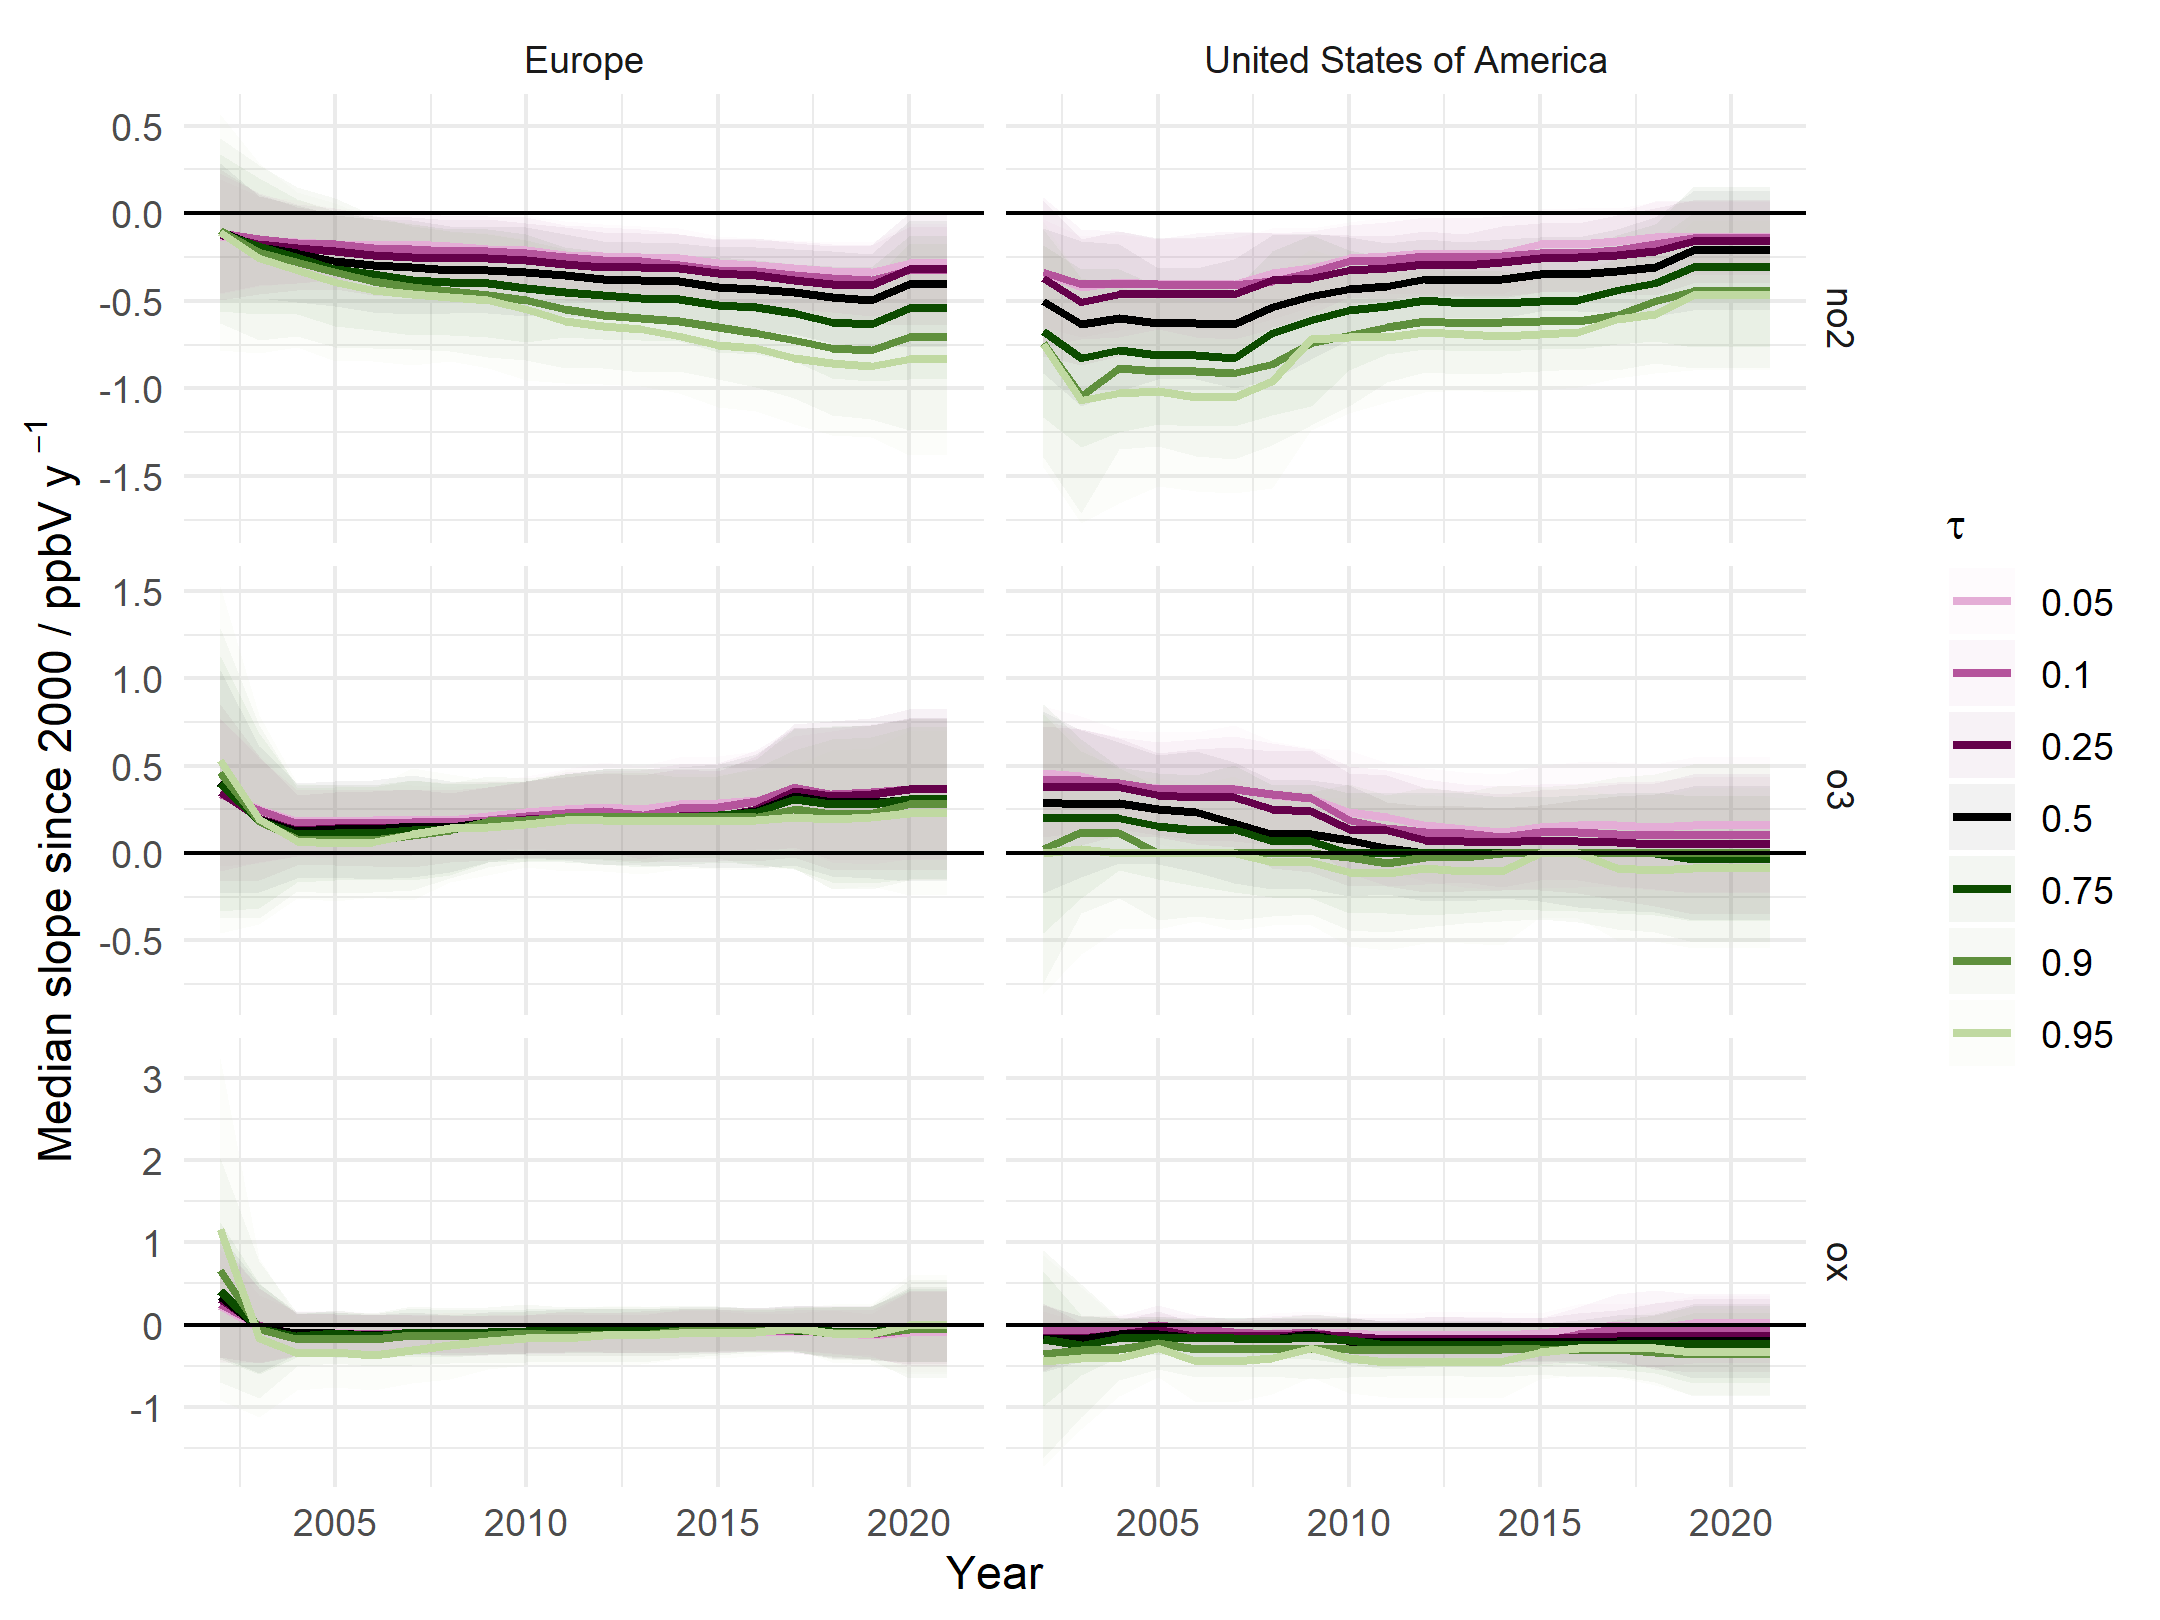 Europe
United States of America
0.5
0.0
-0.5
-1.0
-1.5
no2
1.5
1.0
0.5
0.0
-0.5
o3
3
2
1
0
-1
ox
2005 2010 2015 2020
2005 2010 2015 2020
Year
Median slope since 2000 / ppbV y⁻¹
τ
0.05
0.1
0.25
0.5
0.75
0.9
0.95